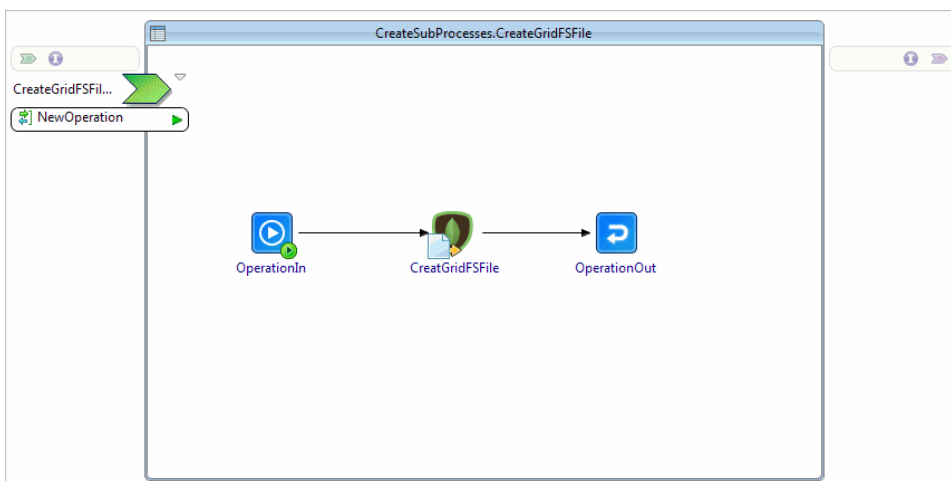 CreateSubProcesses.CreateGridFSFile
CreateGridFSFil...
NewOperation
OperationIn
CreatGridFSFile
OperationOut